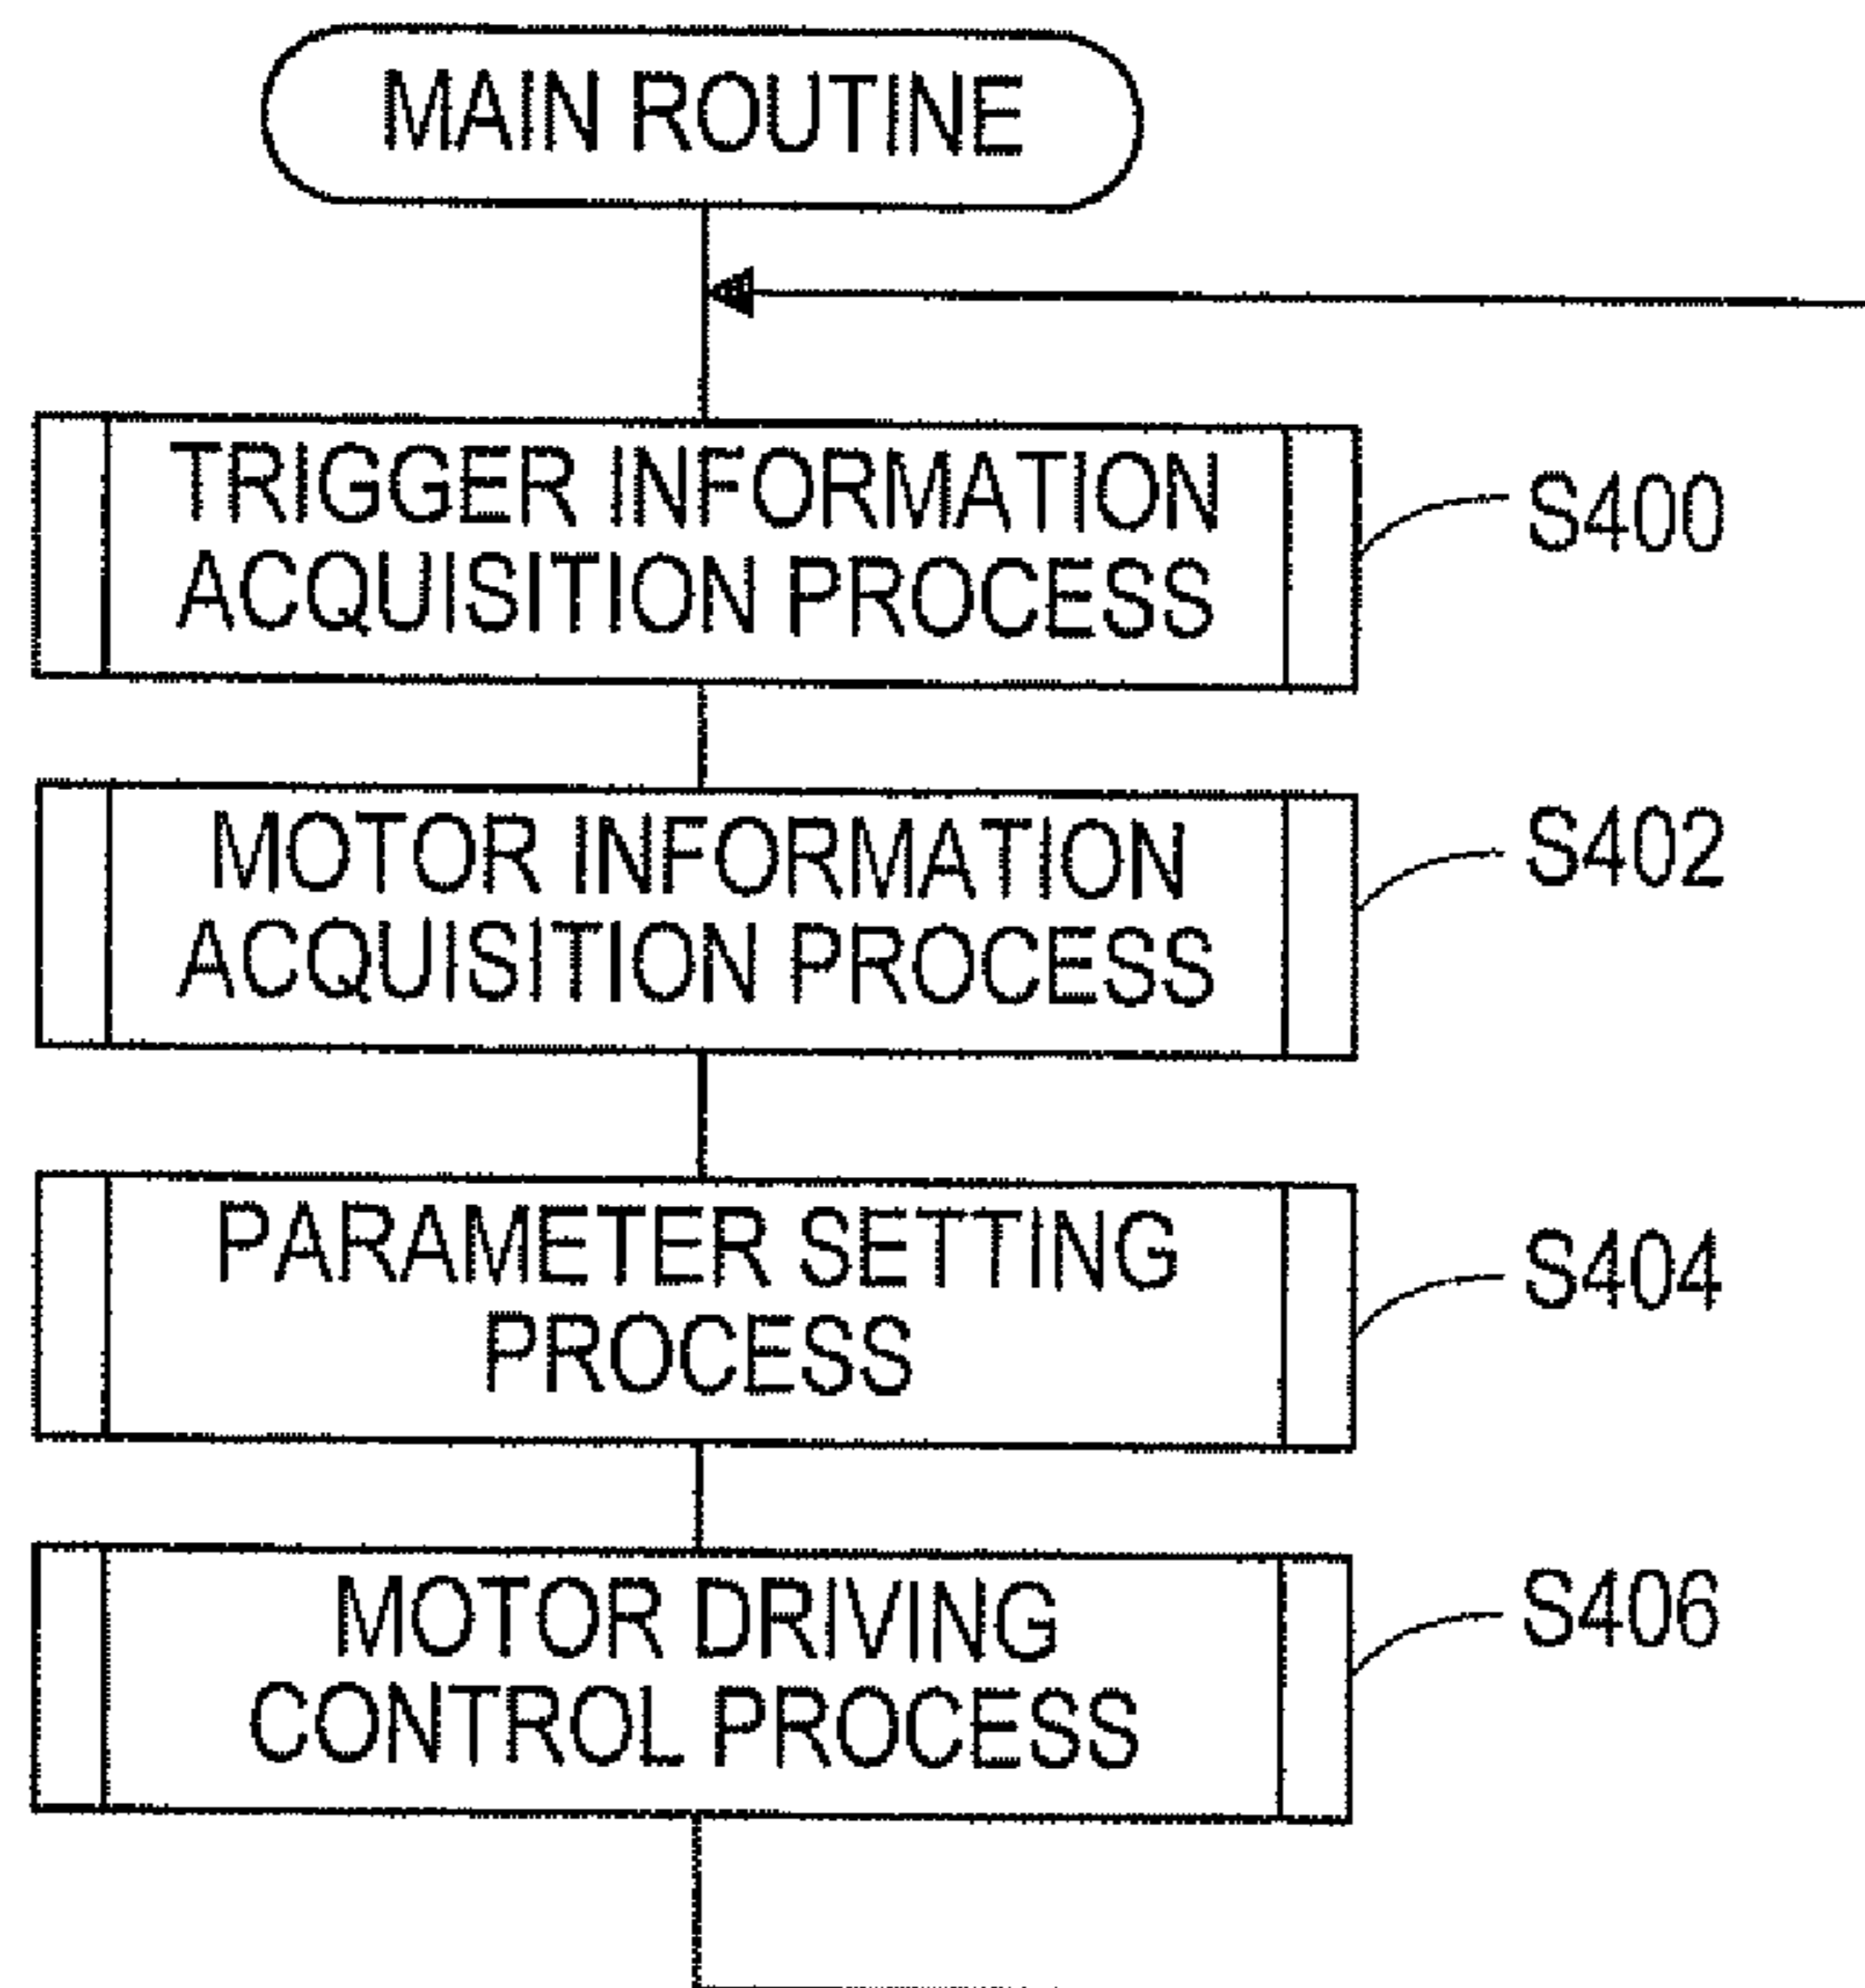 MAIN ROUTINE
TRIGGER INFORMATION
ACQUISITION PROCESS
S400
MOTOR INFORMATION
ACQUISITION PROCESS
S402
PARAMETER SETTING
PROCESS
S404
MOTOR DRIVING
CONTROL PROCESS
S406